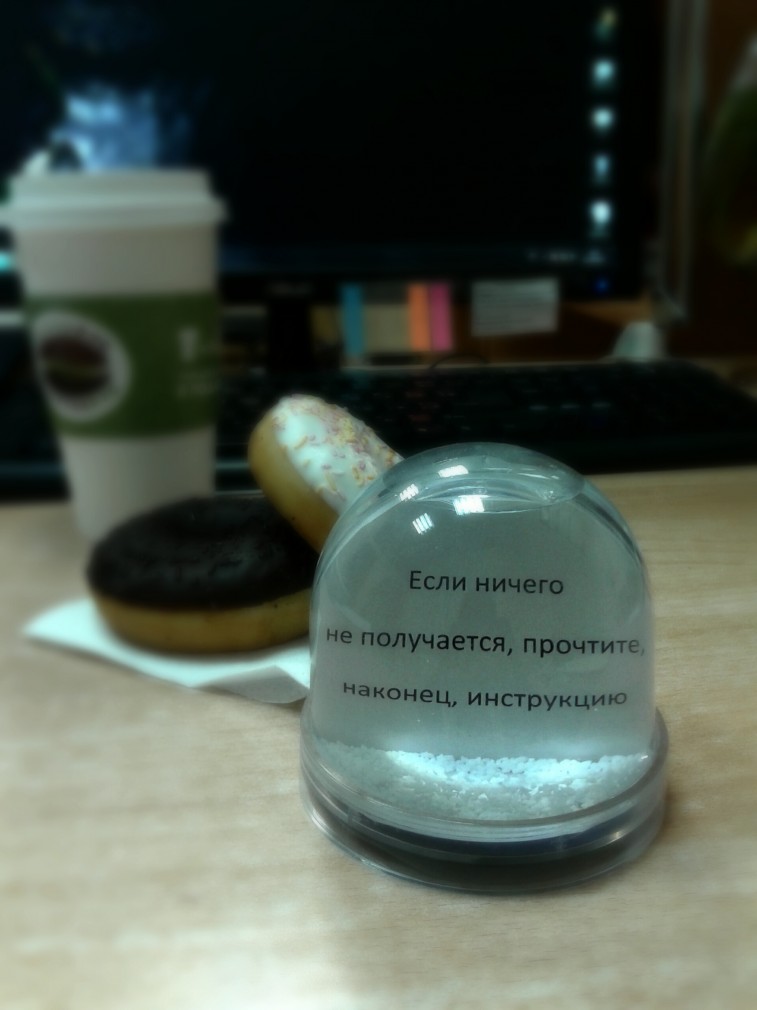 Если ничего
не получается, прочтите,
наконец, инструкцию